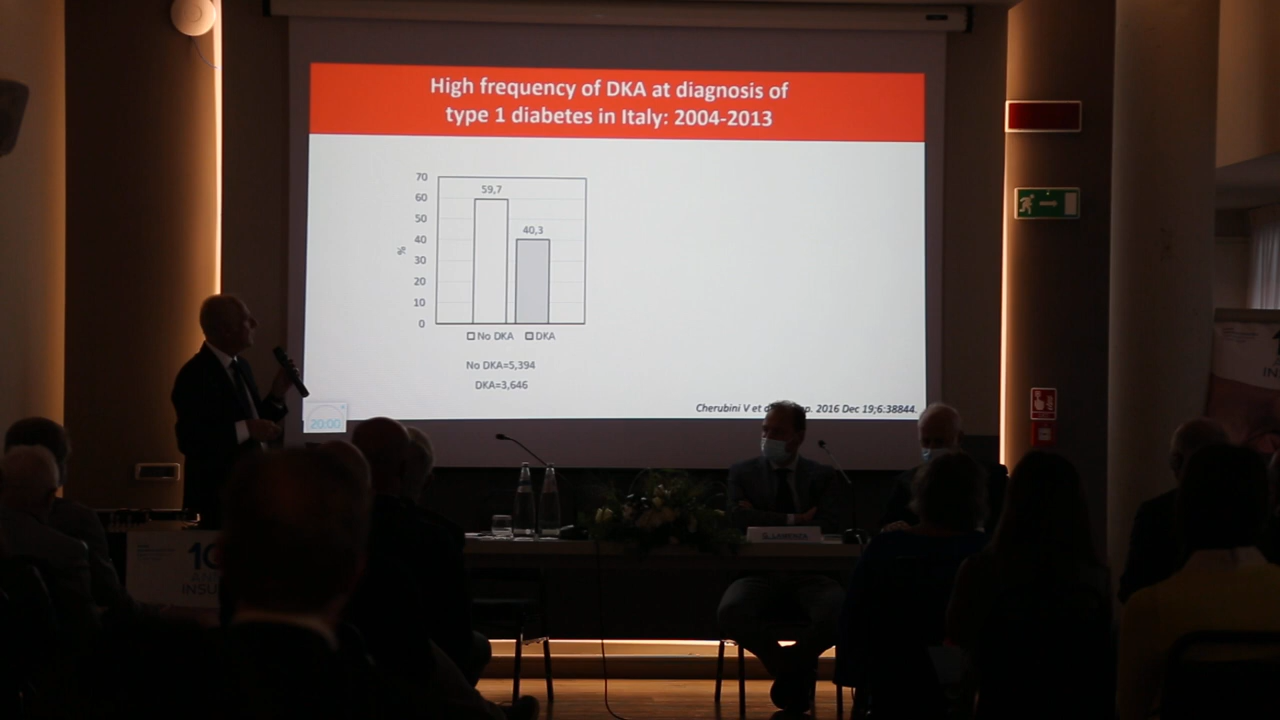 High frequency of DKA at diagnosis of
type 1 diabetes in Italy: 2004-2013
70
60
50
40
30
20
10
0
%
59,7
40,3
No DKA DKA
No DKA=5,394
DKA=3,646
Cherubini V et p. 2016 Dec 19;6:38844.
20:00
10
INSU